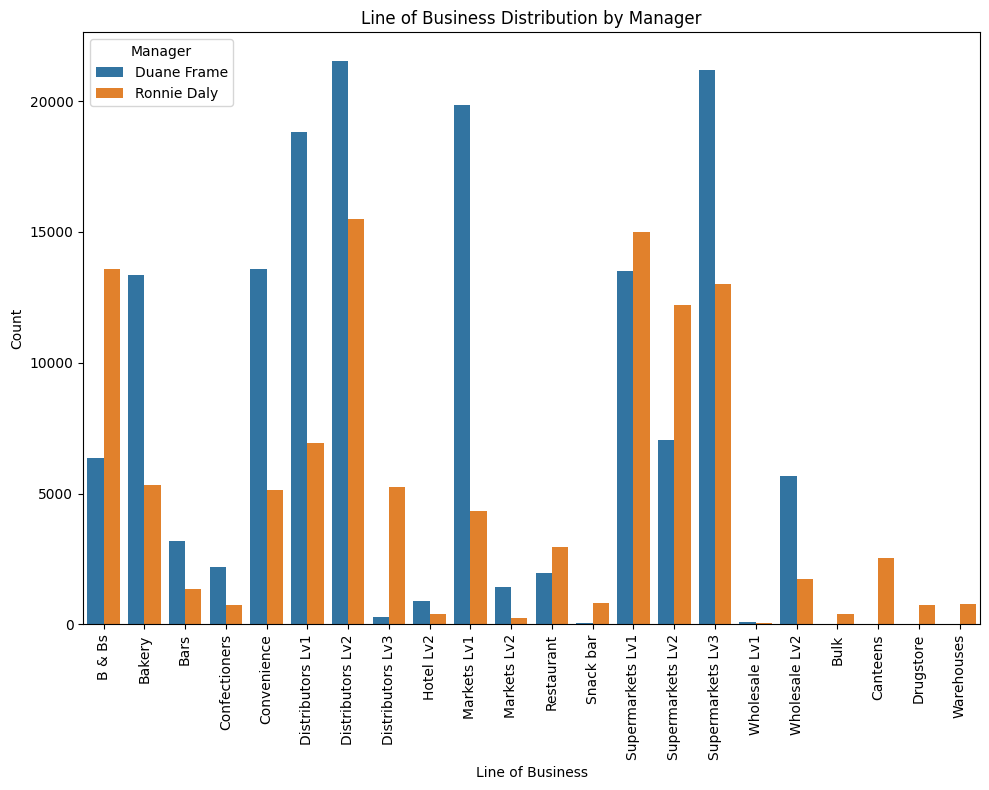 Line of Business Distribution by Manager
Manager
Duane Frame
Ronnie Daly
Count
20000
15000
10000
5000
0
B & Bs
Bakery
Bars
Confectioners
Convenience
Distributors Lv1
Distributors Lv2
Distributors Lv3
Hotel Lv2
Markets Lv1
Markets Lv2
Restaurant
Snack bar
Supermarkets Lv1
Supermarkets Lv2
Supermarkets Lv3
Wholesale Lv1
Wholesale Lv2
Bulk
Canteens
Drugstore
Warehouses
Line of Business